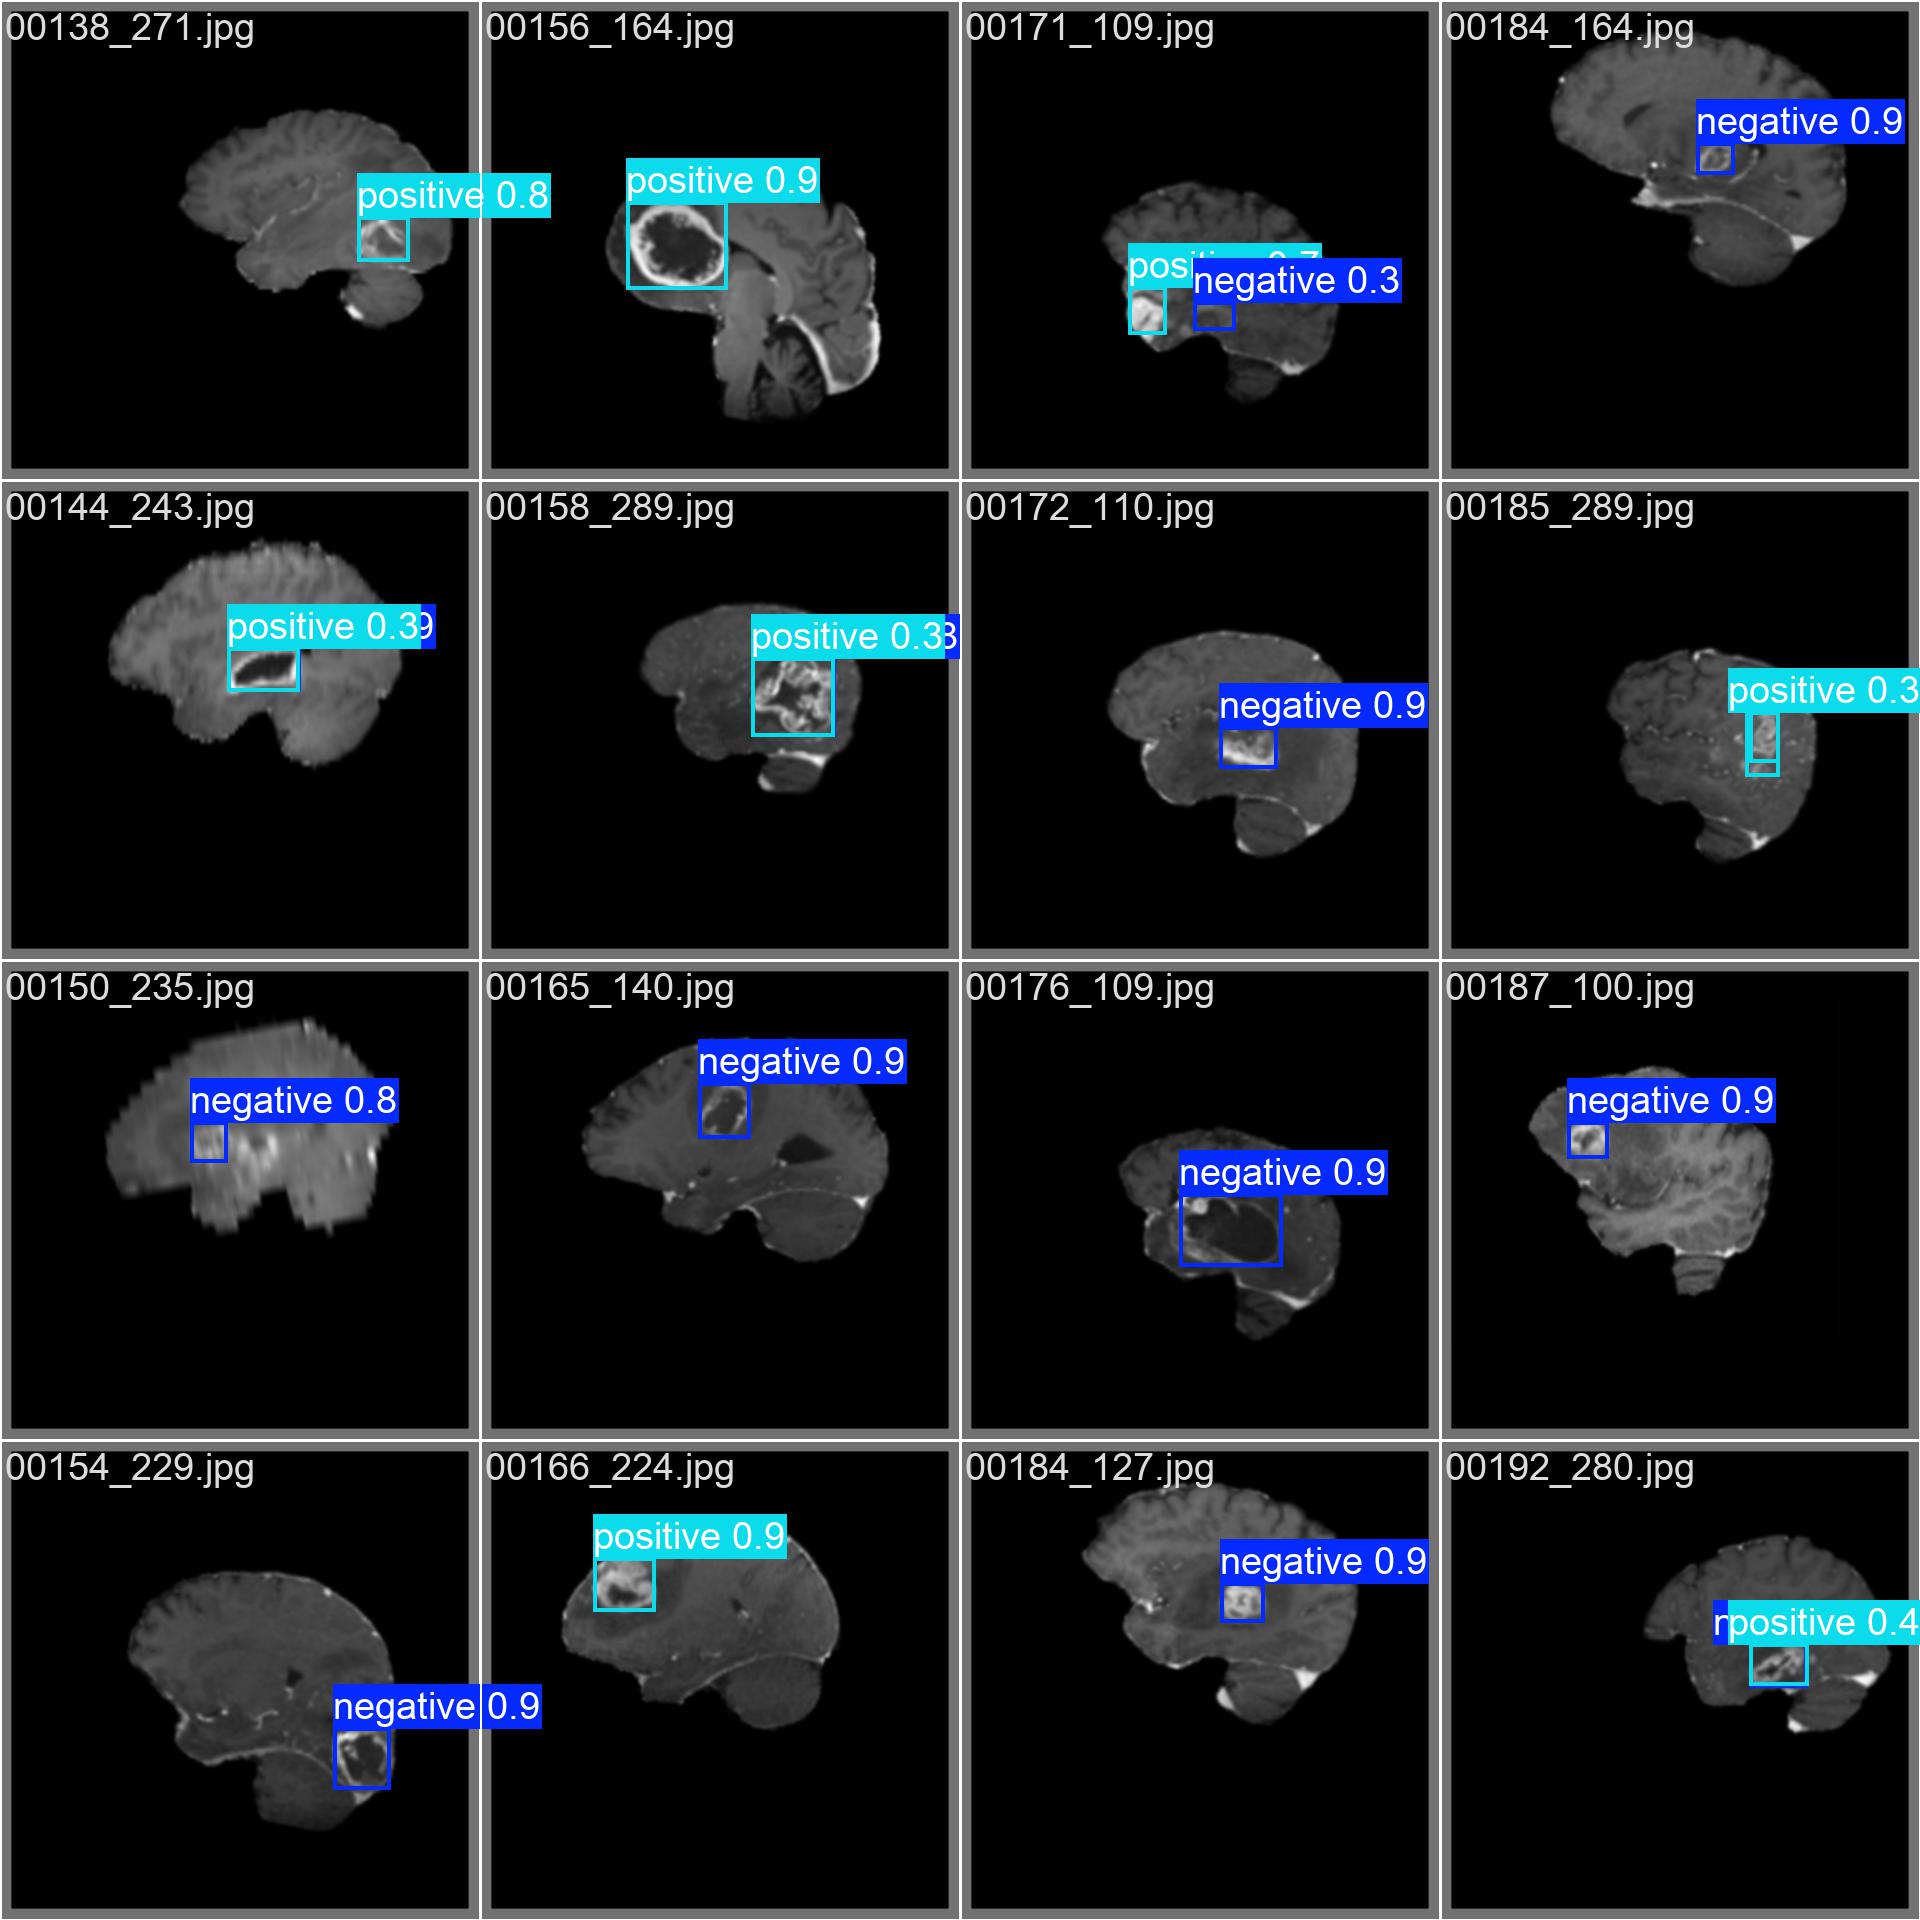 00138_271.jpg
positive 0.8
00156_164.jpg
positive 0.9
00171_109.jpg
negative 0.3
00184_164.jpg
negative 0.9
00144_243.jpg
positive 0.3
00158_289.jpg
positive 0.3
00172_110.jpg
negative 0.9
00185_289.jpg
positive 0.3
00150_235.jpg
negative 0.8
00165_140.jpg
negative 0.9
00176_109.jpg
negative 0.9
00187_100.jpg
negative 0.9
00154_229.jpg
negative 0.9
00166_224.jpg
positive 0.9
00184_127.jpg
negative 0.9
00192_280.jpg
positive 0.4